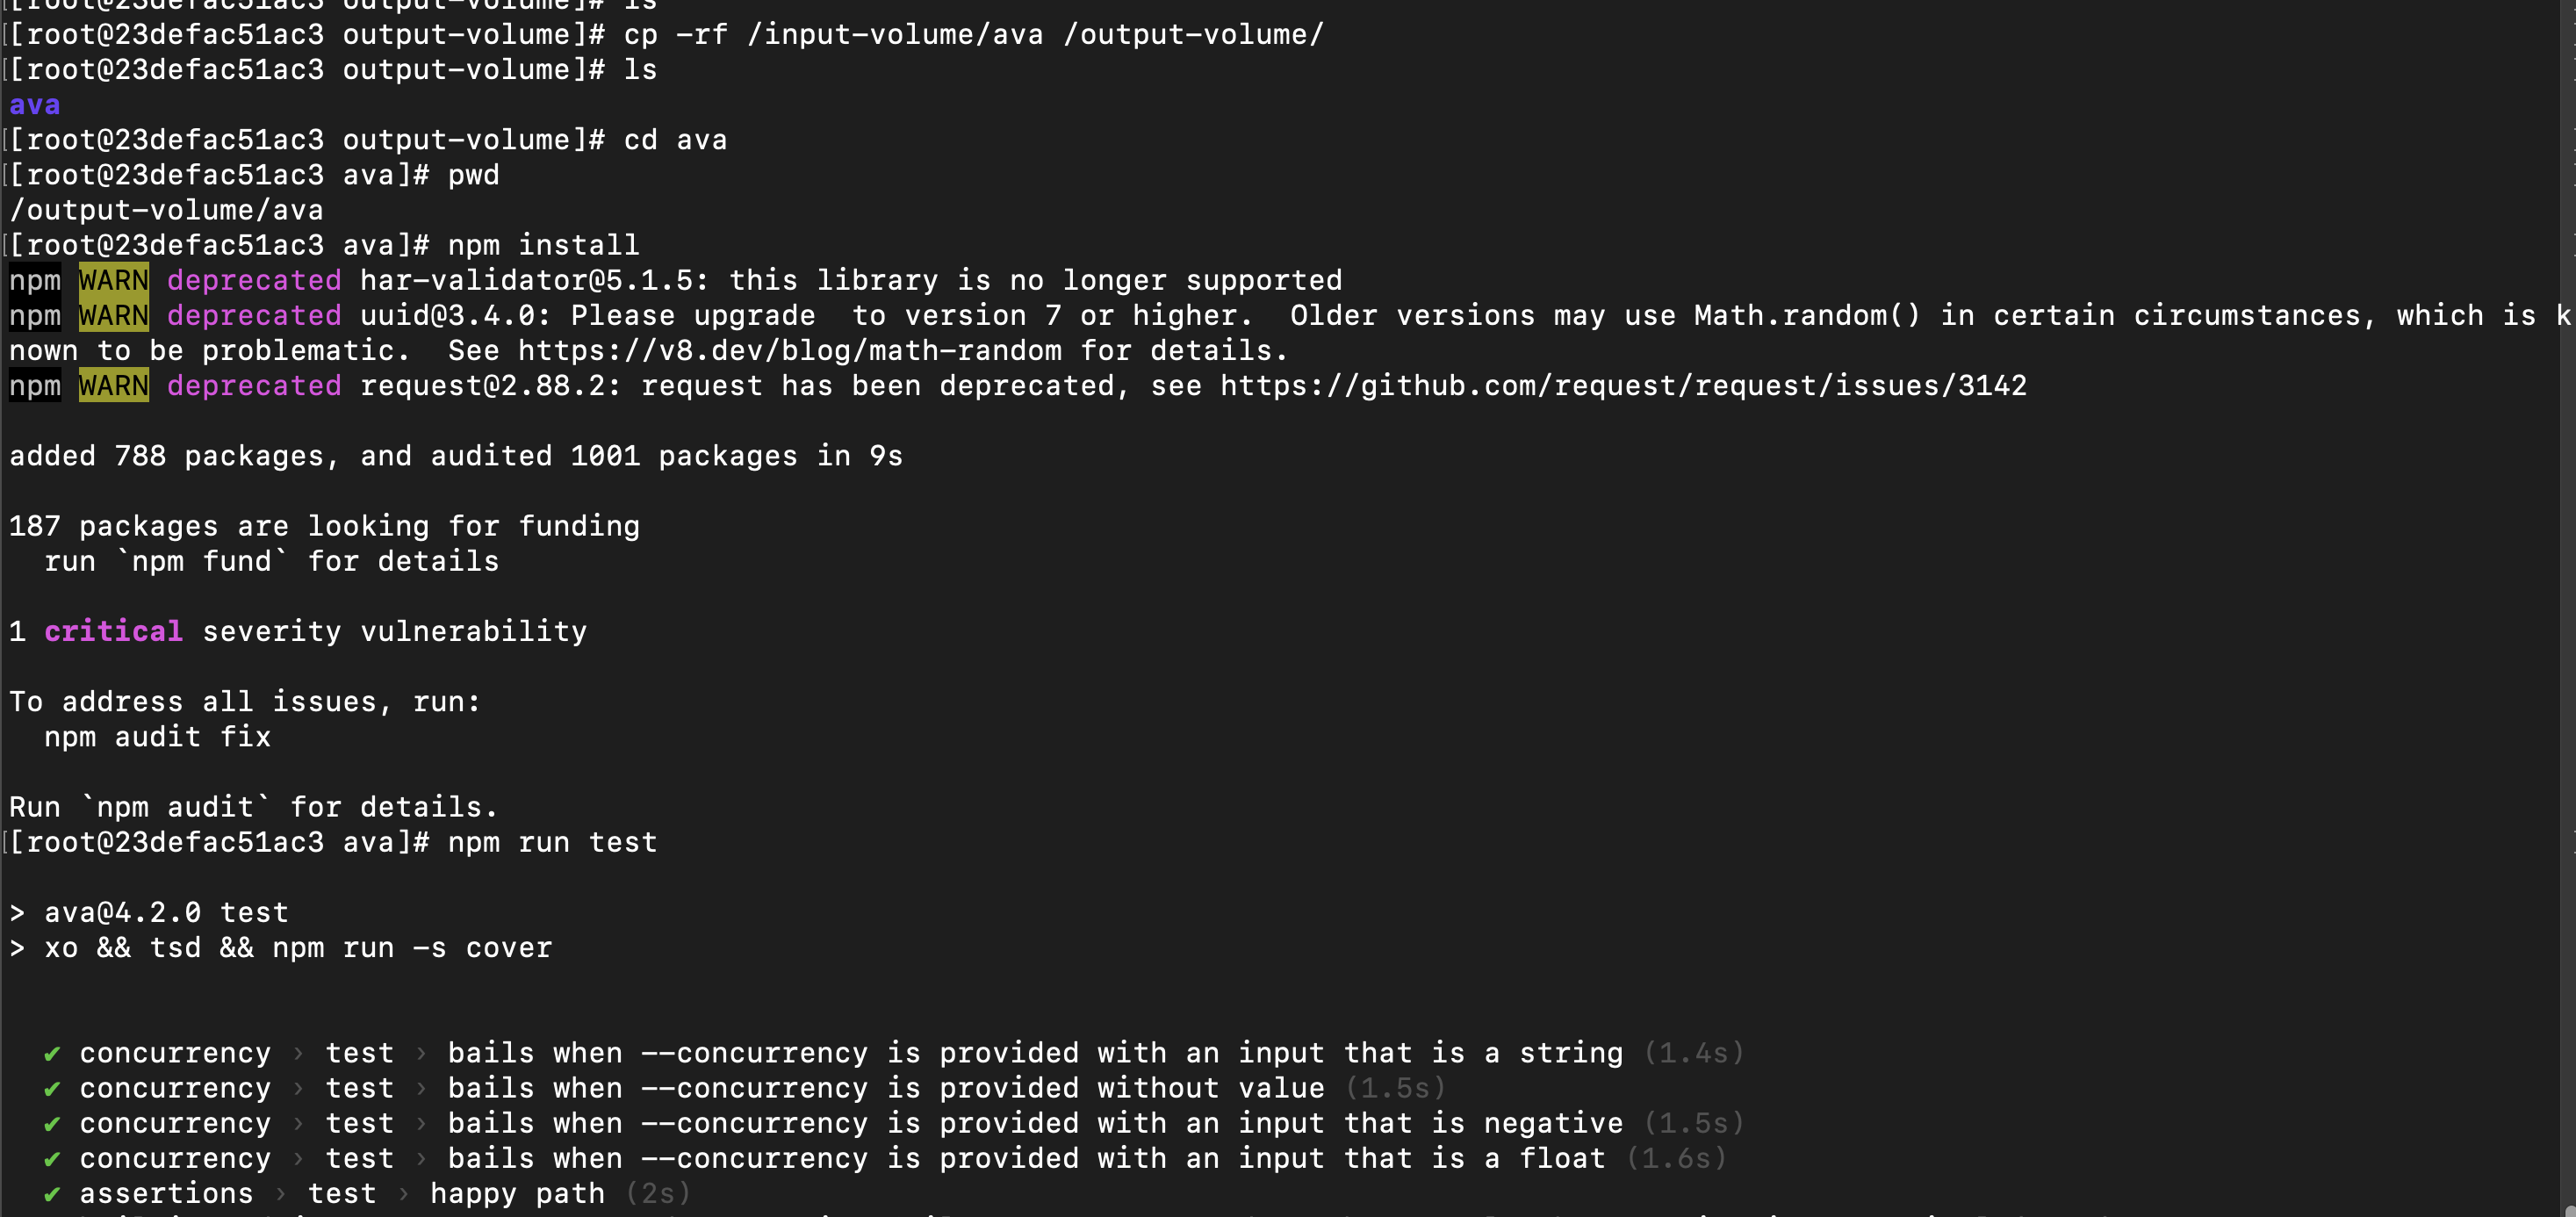 [[root@23defac51ac3 output-volume]# ls
[[root@23defac51ac3 output-volume]# cp -rf /input-volume/ava /output-volume/
[[root@23defac51ac3 output-volume]# ls
ava
[[root@23defac51ac3 output-volume]# cd ava
[[root@23defac51ac3 ava]# pwd
/output-volume/ava
[[root@23defac51ac3 ava]# npm install
npm WARN deprecated har-validator@5.1.5: this library is no longer supported
npm WARN deprecated uuid@3.4.0: Please upgrade  to version 7 or higher.  Older versions may use Math.random() in certain circumstances, which is k
nown to be problematic.  See https://v8.dev/blog/math-random for details.
npm WARN deprecated request@2.88.2: request has been deprecated, see https://github.com/request/request/issues/3142
added 788 packages, and audited 1001 packages in 9s
187 packages are looking for funding
  run `npm fund` for details
1 critical severity vulnerability
To address all issues, run:
  npm audit fix
Run `npm audit` for details.
[[root@23defac51ac3 ava]# npm run test
> ava@4.2.0 test
> xo && tsd && npm run -s cover
  ✔ concurrency › test › bails when --concurrency is provided with an input that is a string (1.4s)
  ✔ concurrency › test › bails when --concurrency is provided without value (1.5s)
  ✔ concurrency › test › bails when --concurrency is provided with an input that is negative (1.5s)
  ✔ concurrency › test › bails when --concurrency is provided with an input that is a float (1.6s)
  ✔ assertions › test › happy path (2s)